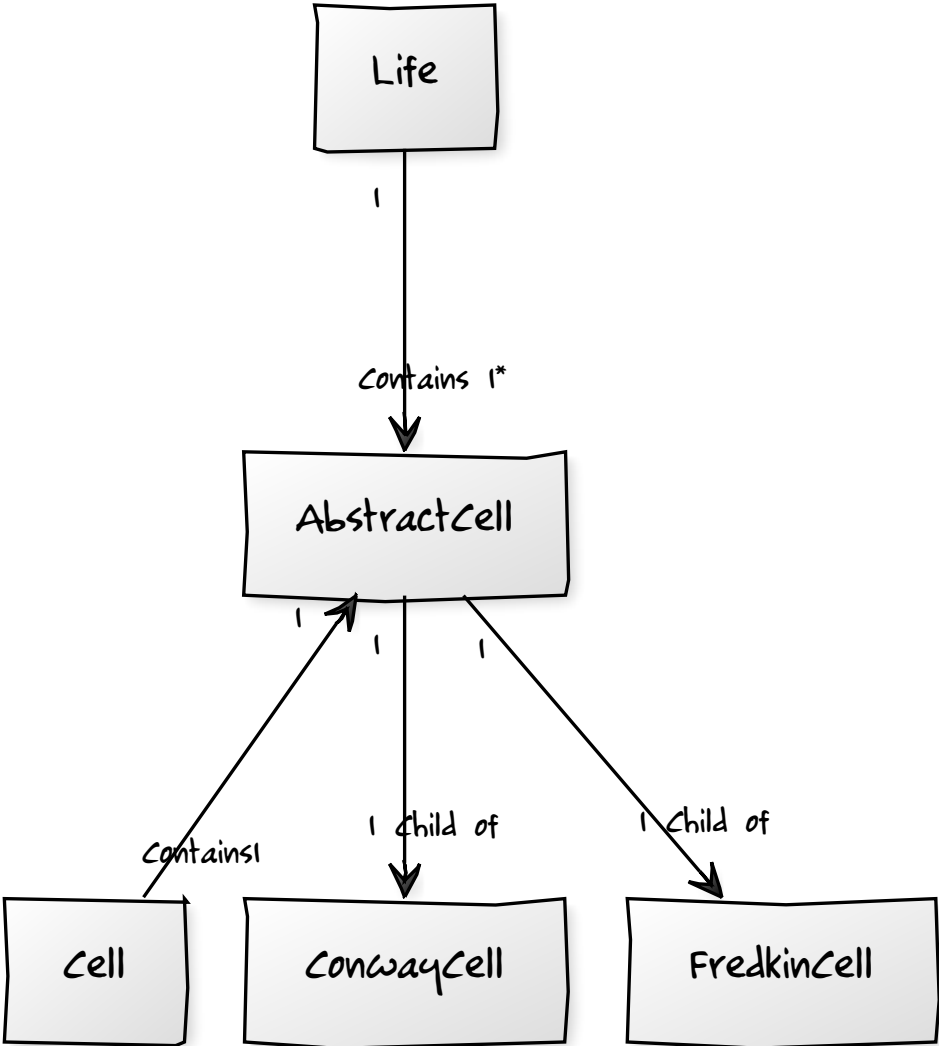 Life
1
Contains 1*
AbstractCell
1
1
1
1 Child of
1 Child of
Contains1
Cell
ConwayCell
FredkinCell